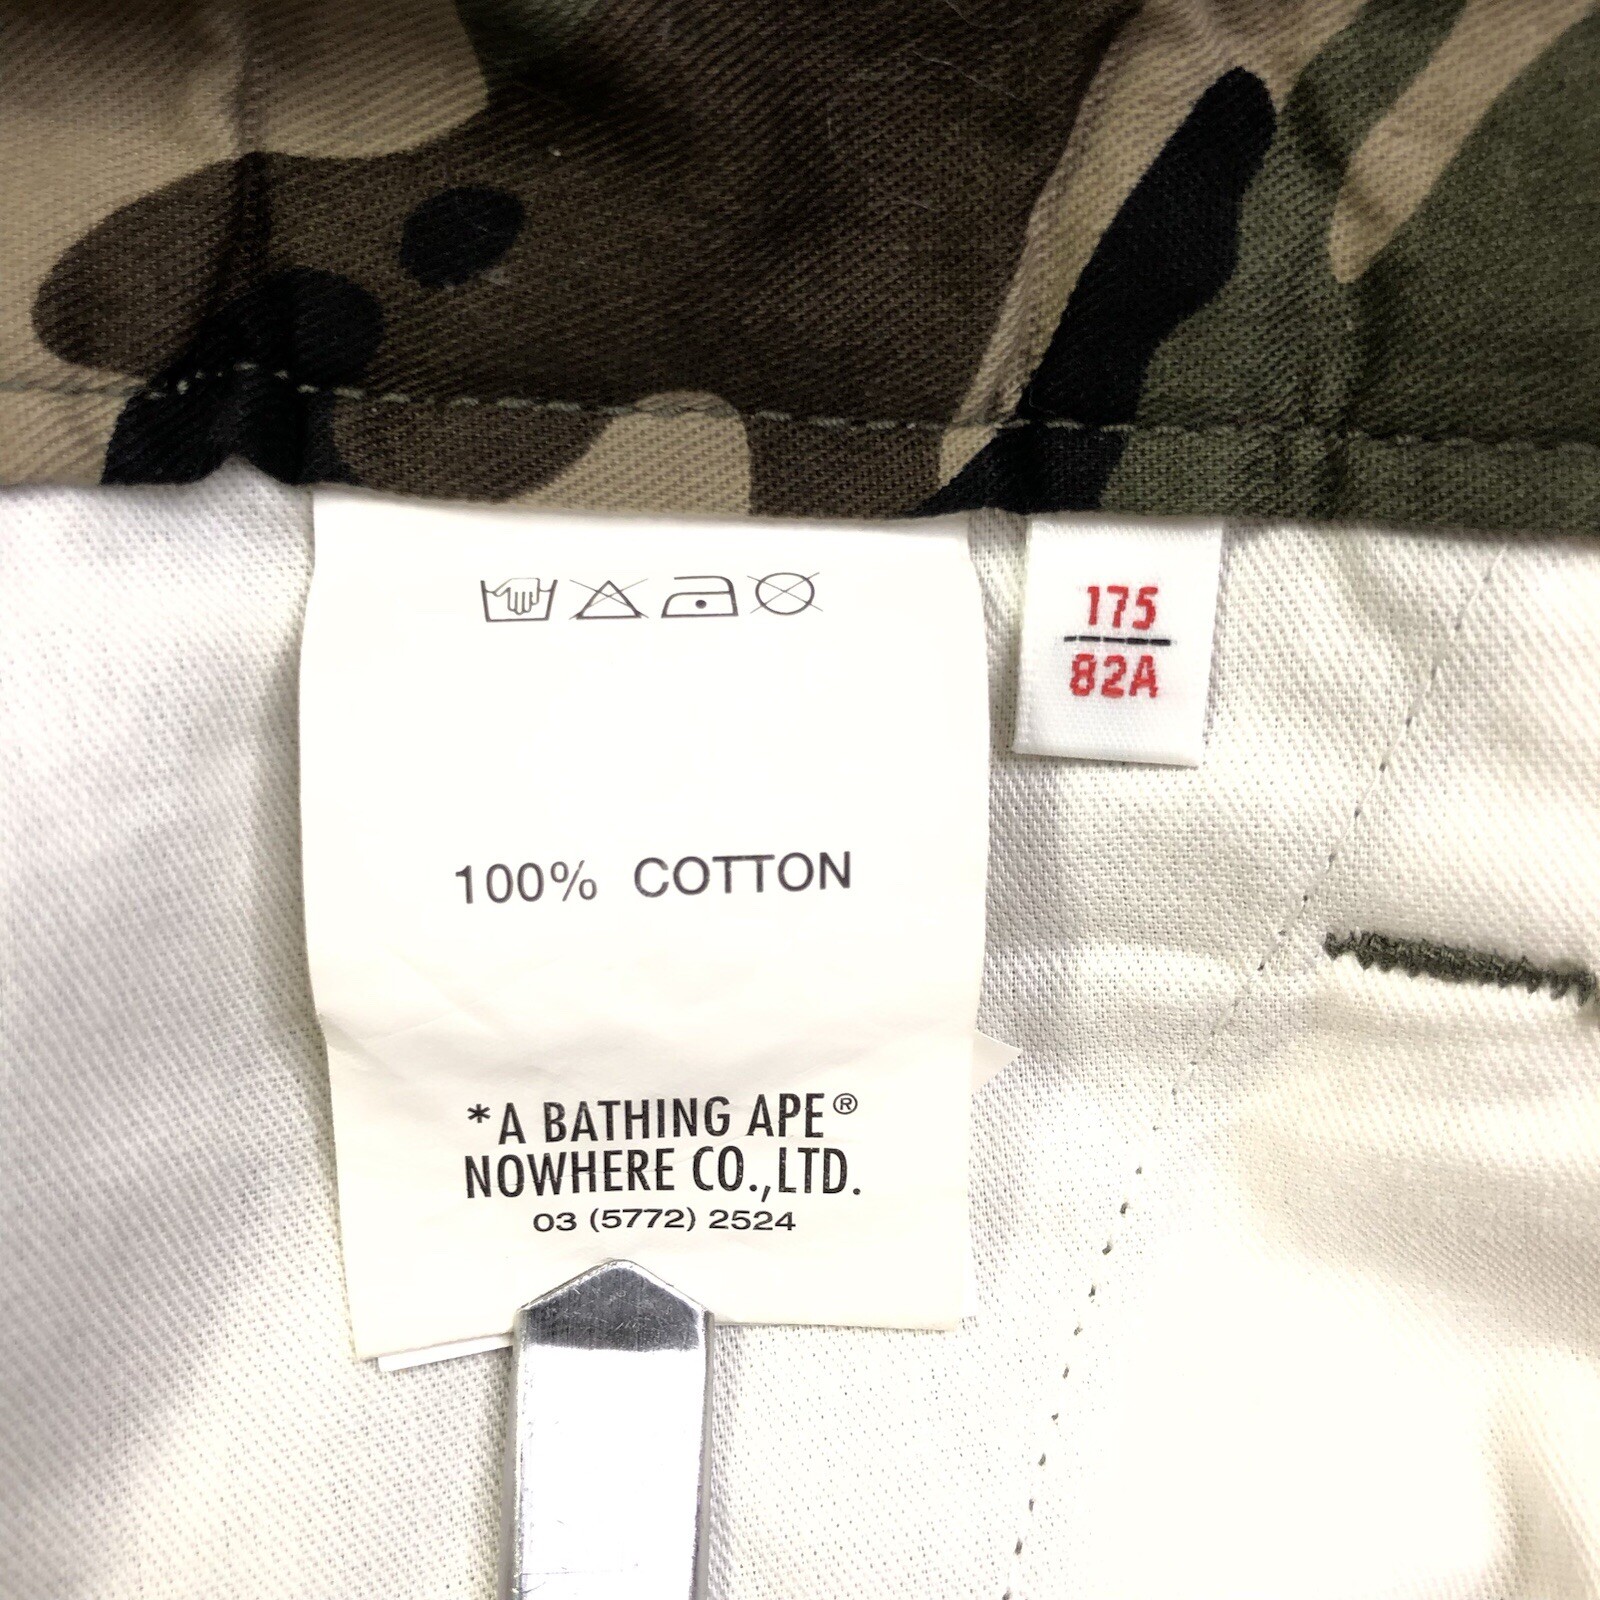 175
82A
100% COTTON
*A BATHING APE®
NOWHERE CO.,LTD.
03 (5772) 2524